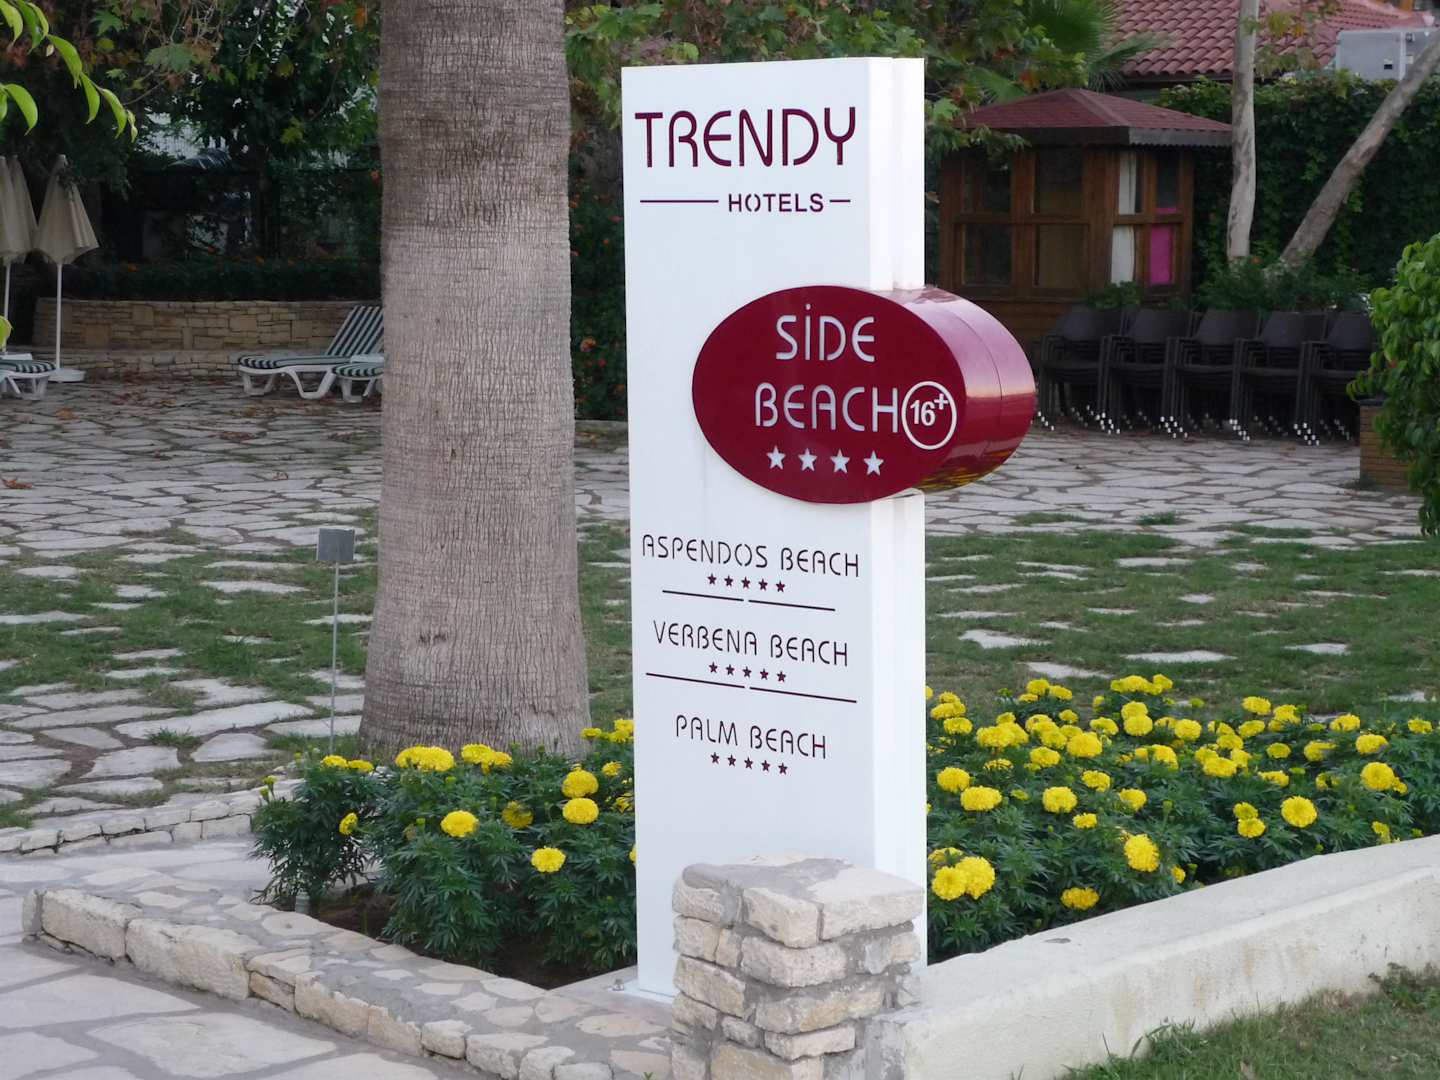 TRENDY
HOTELS
SİDE
BEACH 16+
ASPENDOS BEACH
VERBENA BEACH
PALM BEACH